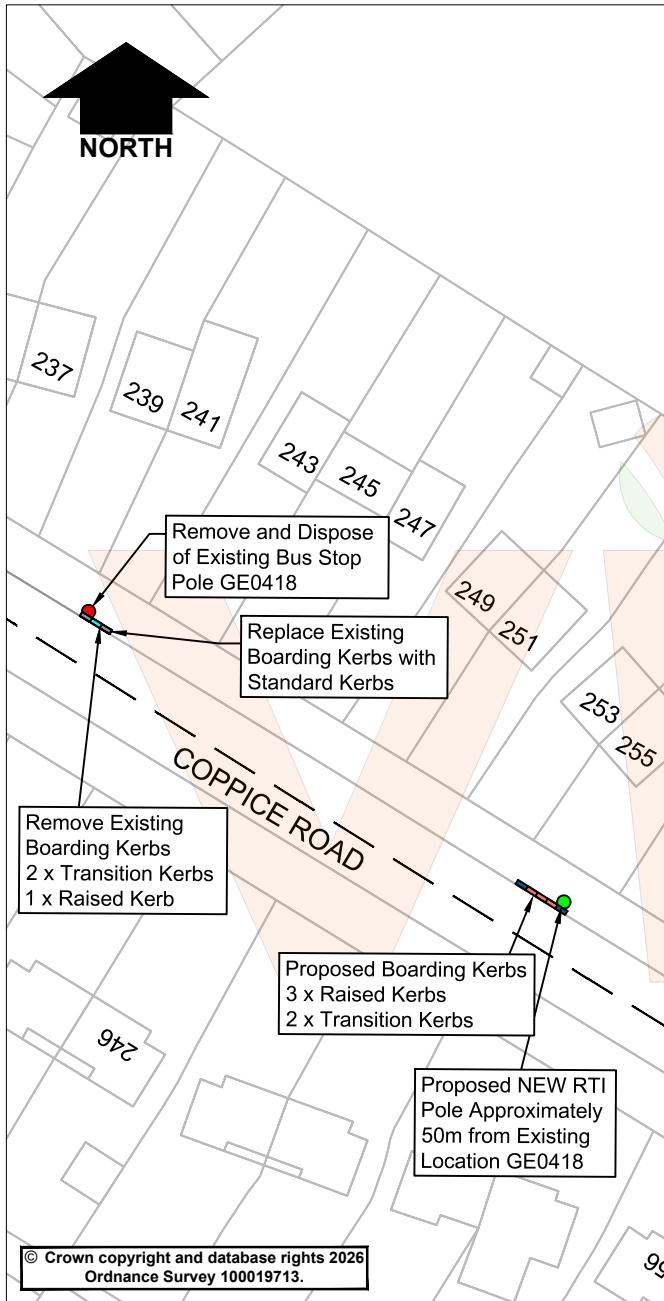 NORTH
237
239
241
243
245
247
Remove and Dispose
of Existing Bus Stop
Pole GE0418
249
251
Replace Existing
Boarding Kerbs with
Standard Kerbs
253
255
COPPICE ROAD
Remove Existing
Boarding Kerbs
2 x Transition Kerbs
1 x Raised Kerb
Proposed Boarding Kerbs
3 x Raised Kerbs
2 x Transition Kerbs
246
Proposed NEW RTI
Pole Approximately
50m from Existing
Location GE0418
© Crown copyright and database rights 2026
Ordnance Survey 100019713.